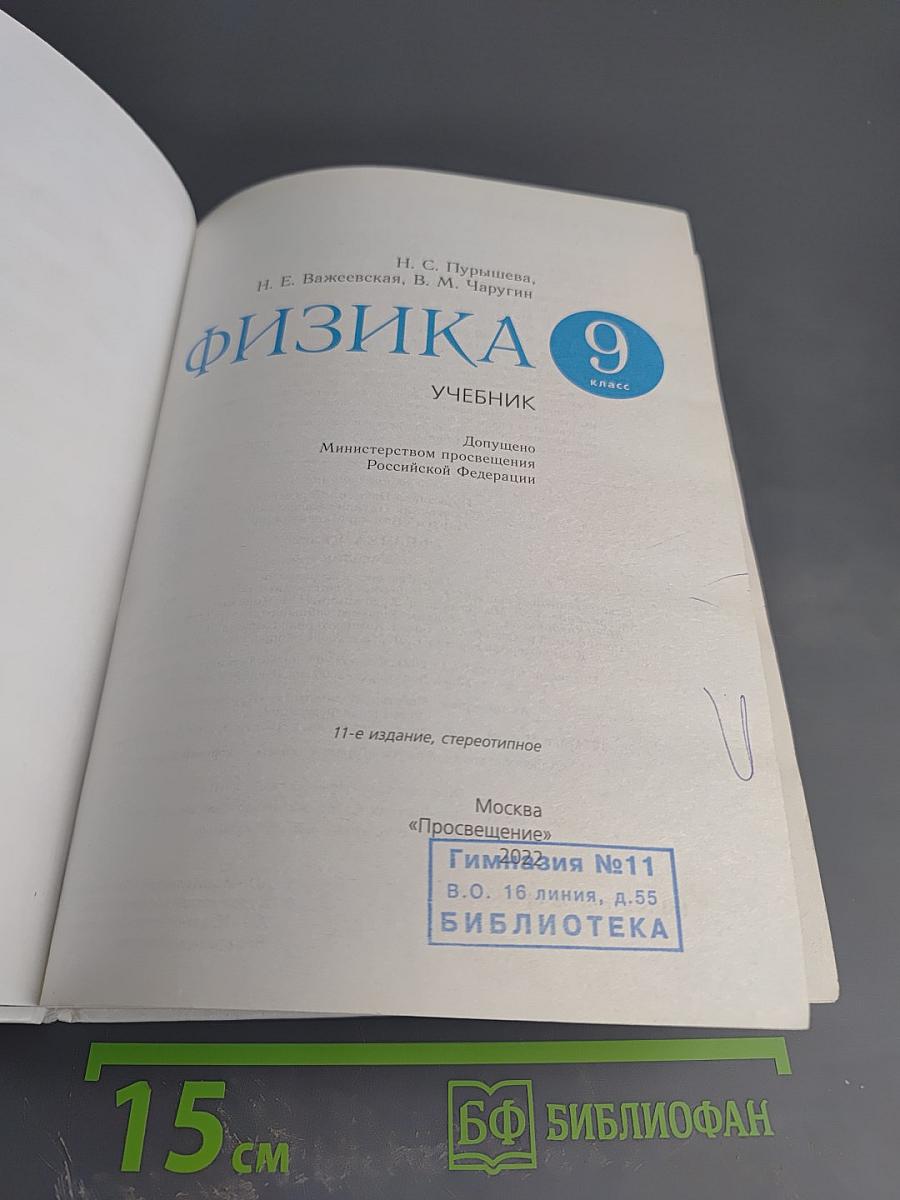 Н. С. Пурышева,
Н. Е. Важеевская, В. М. Чаругин
ФИЗИКА 9
класс
УЧЕБНИК
Допущено
Министерством просвещения
Российской Федерации
11-е издание, стереотипное
Москва
«Просвещение»
2022
Гимназия №11
В.О. 16 линия, д.55
БИБЛИОТЕКА
15 см
БФ БИБЛИОФАН